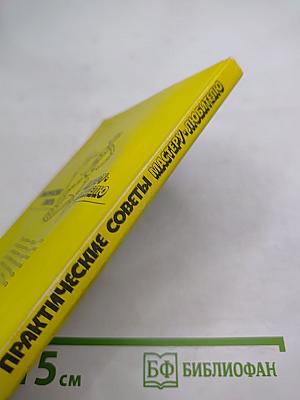 ПРАКТИЧЕСКИЕ СОВЕТЫ МАСТЕРУ-ЛЮБИТЕЛЮ
15 см
БФ БИБЛИОФАН